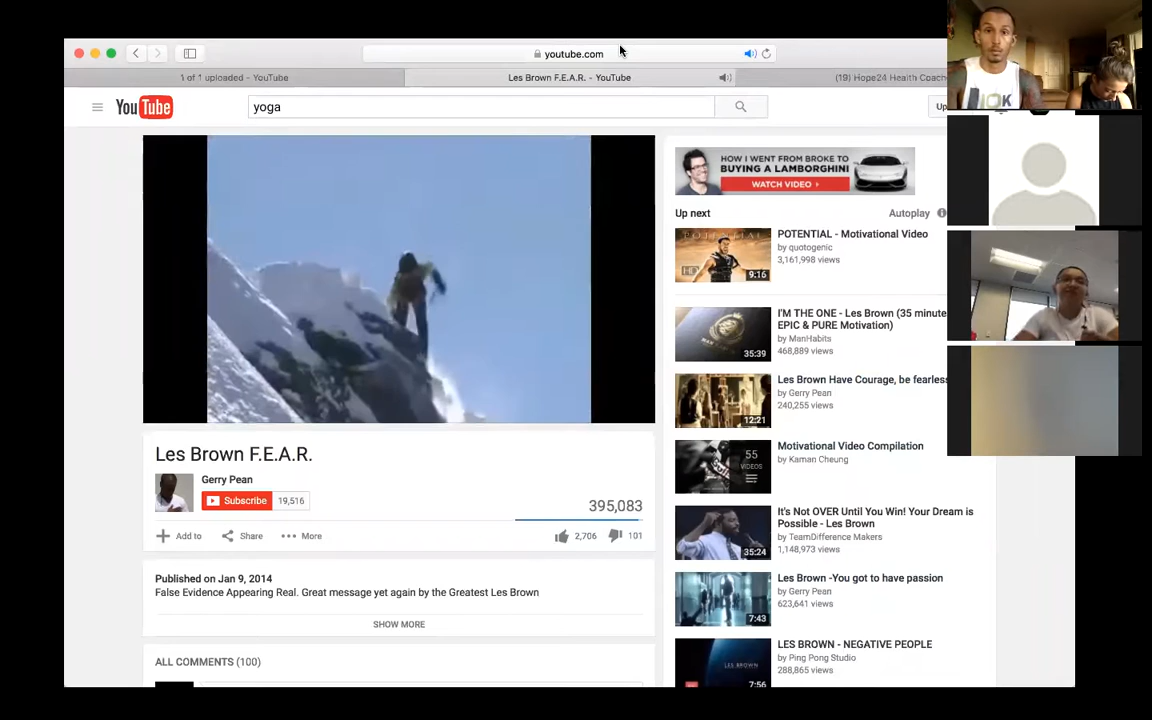 youtube.com
1 of 1 uploaded - YouTube
Les Brown F.E.A.R. - YouTube
(19) Hope24 Health Coach
YouTube
yoga
Up
HOW I WENT FROM BROKE TO
BUYING A LAMBORGHINI
WATCH VIDEO
Up next
Autoplay
POTENTIAL - Motivational Video
by quotogenic
3,161,998 views
POTENTIAL
HD
9:16
I'M THE ONE - Les Brown (35 minute
EPIC & PURE Motivation)
by ManHabits
468,889 views
35:39
Les Brown Have Courage, be fearless
by Gerry Pean
240,255 views
12:21
Motivational Video Compilation
by Kaman Cheung
55
VIDEOS
It's Not OVER Until You Win! Your Dream is
Possible - Les Brown
by TeamDifference Makers
1,148,973 views
35:24
Les Brown -You got to have passion
by Gerry Pean
623,641 views
7:43
LES BROWN - NEGATIVE PEOPLE
by Ping Pong Studio
288,865 views
LES BROWN
7:56
Les Brown F.E.A.R.
Gerry Pean
Subscribe 19,516
395,083
Add to Share More 2,706 101
Published on Jan 9, 2014
False Evidence Appearing Real. Great message yet again by the Greatest Les Brown
SHOW MORE
ALL COMMENTS (100)